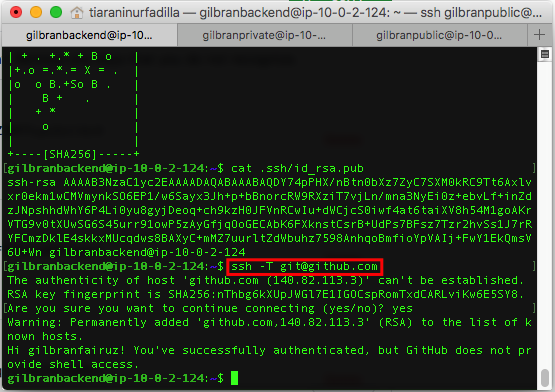 tiaraninurfadilla — gilbranbackend@ip-10-0-2-124: ~ — ssh gilbranpublic@...
gilbranbackend@ip-10...
gilbranprivate@ip-10-...
gilbranpublic@ip-10-0...
| + . +.* + B o |
|+.o =.*.= X = . |
|o o B.+So B . |
| B + . |
| + * |
| o |
| |
+----[SHA256]-----+
[gilbranbackend@ip-10-0-2-124:~$ cat .ssh/id_rsa.pub ]
ssh-rsa AAAAB3NzaC1yc2EAAAADAQABAAABAQDY74pPHX/nBtn0bXz7ZyC7SXM0kRC9Tt6Axlv
xr0ekm1wCMVmynkSO6EP1/w6Sayx3Jh+p+bBnorcRW9RXziT7vjLn/mna3NyEi0z+ebvLf+inZd
zJNpshhdWhY6P4Li0yu8gyjDeoq+ch9kzH0JFVnRCwIu+dWCjcS0iwf4at6taiXV8h54M1goAKr
VTG9v0tXUwSG6S45urr9lowP5zAyGfjqOoGECAbK6FXknstCsrB+UdPs7BFsz7Tzr2hvSs1J7rR
YFCmzDklE4skkxMUcqdws8BAXyC+mMZ7uurltZdWbuhz7598AnhqoBmfioYpVAIj+FwY1EkQmsV
6U+Wn gilbranbackend@ip-10-0-2-124
[gilbranbackend@ip-10-0-2-124:~$ ssh -T git@github.com ]
The authenticity of host 'github.com (140.82.113.3)' can't be established.
RSA key fingerprint is SHA256:nThbg6kXUpJWGl7E1IGOCspRomTxdCARLviKw6E5SY8.
[Are you sure you want to continue connecting (yes/no)? yes ]
Warning: Permanently added 'github.com,140.82.113.3' (RSA) to the list of k
nown hosts.
Hi gilbranfairuz! You've successfully authenticated, but GitHub does not pr
ovide shell access.
gilbranbackend@ip-10-0-2-124:~$